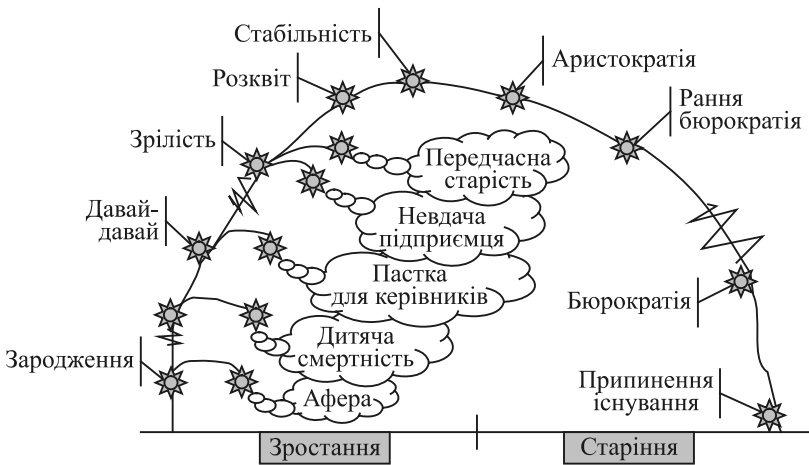 Стабільність
Розквіт
Аристократія
Рання
бюрократія
Зрілість
Передчасна
старість
Давай-
давай
Невдача
підприємця
Пастка
для керівників
Бюрократія
Дитяча
смертність
Зародження
Афера
Припинення
існування
Зростання
Старіння